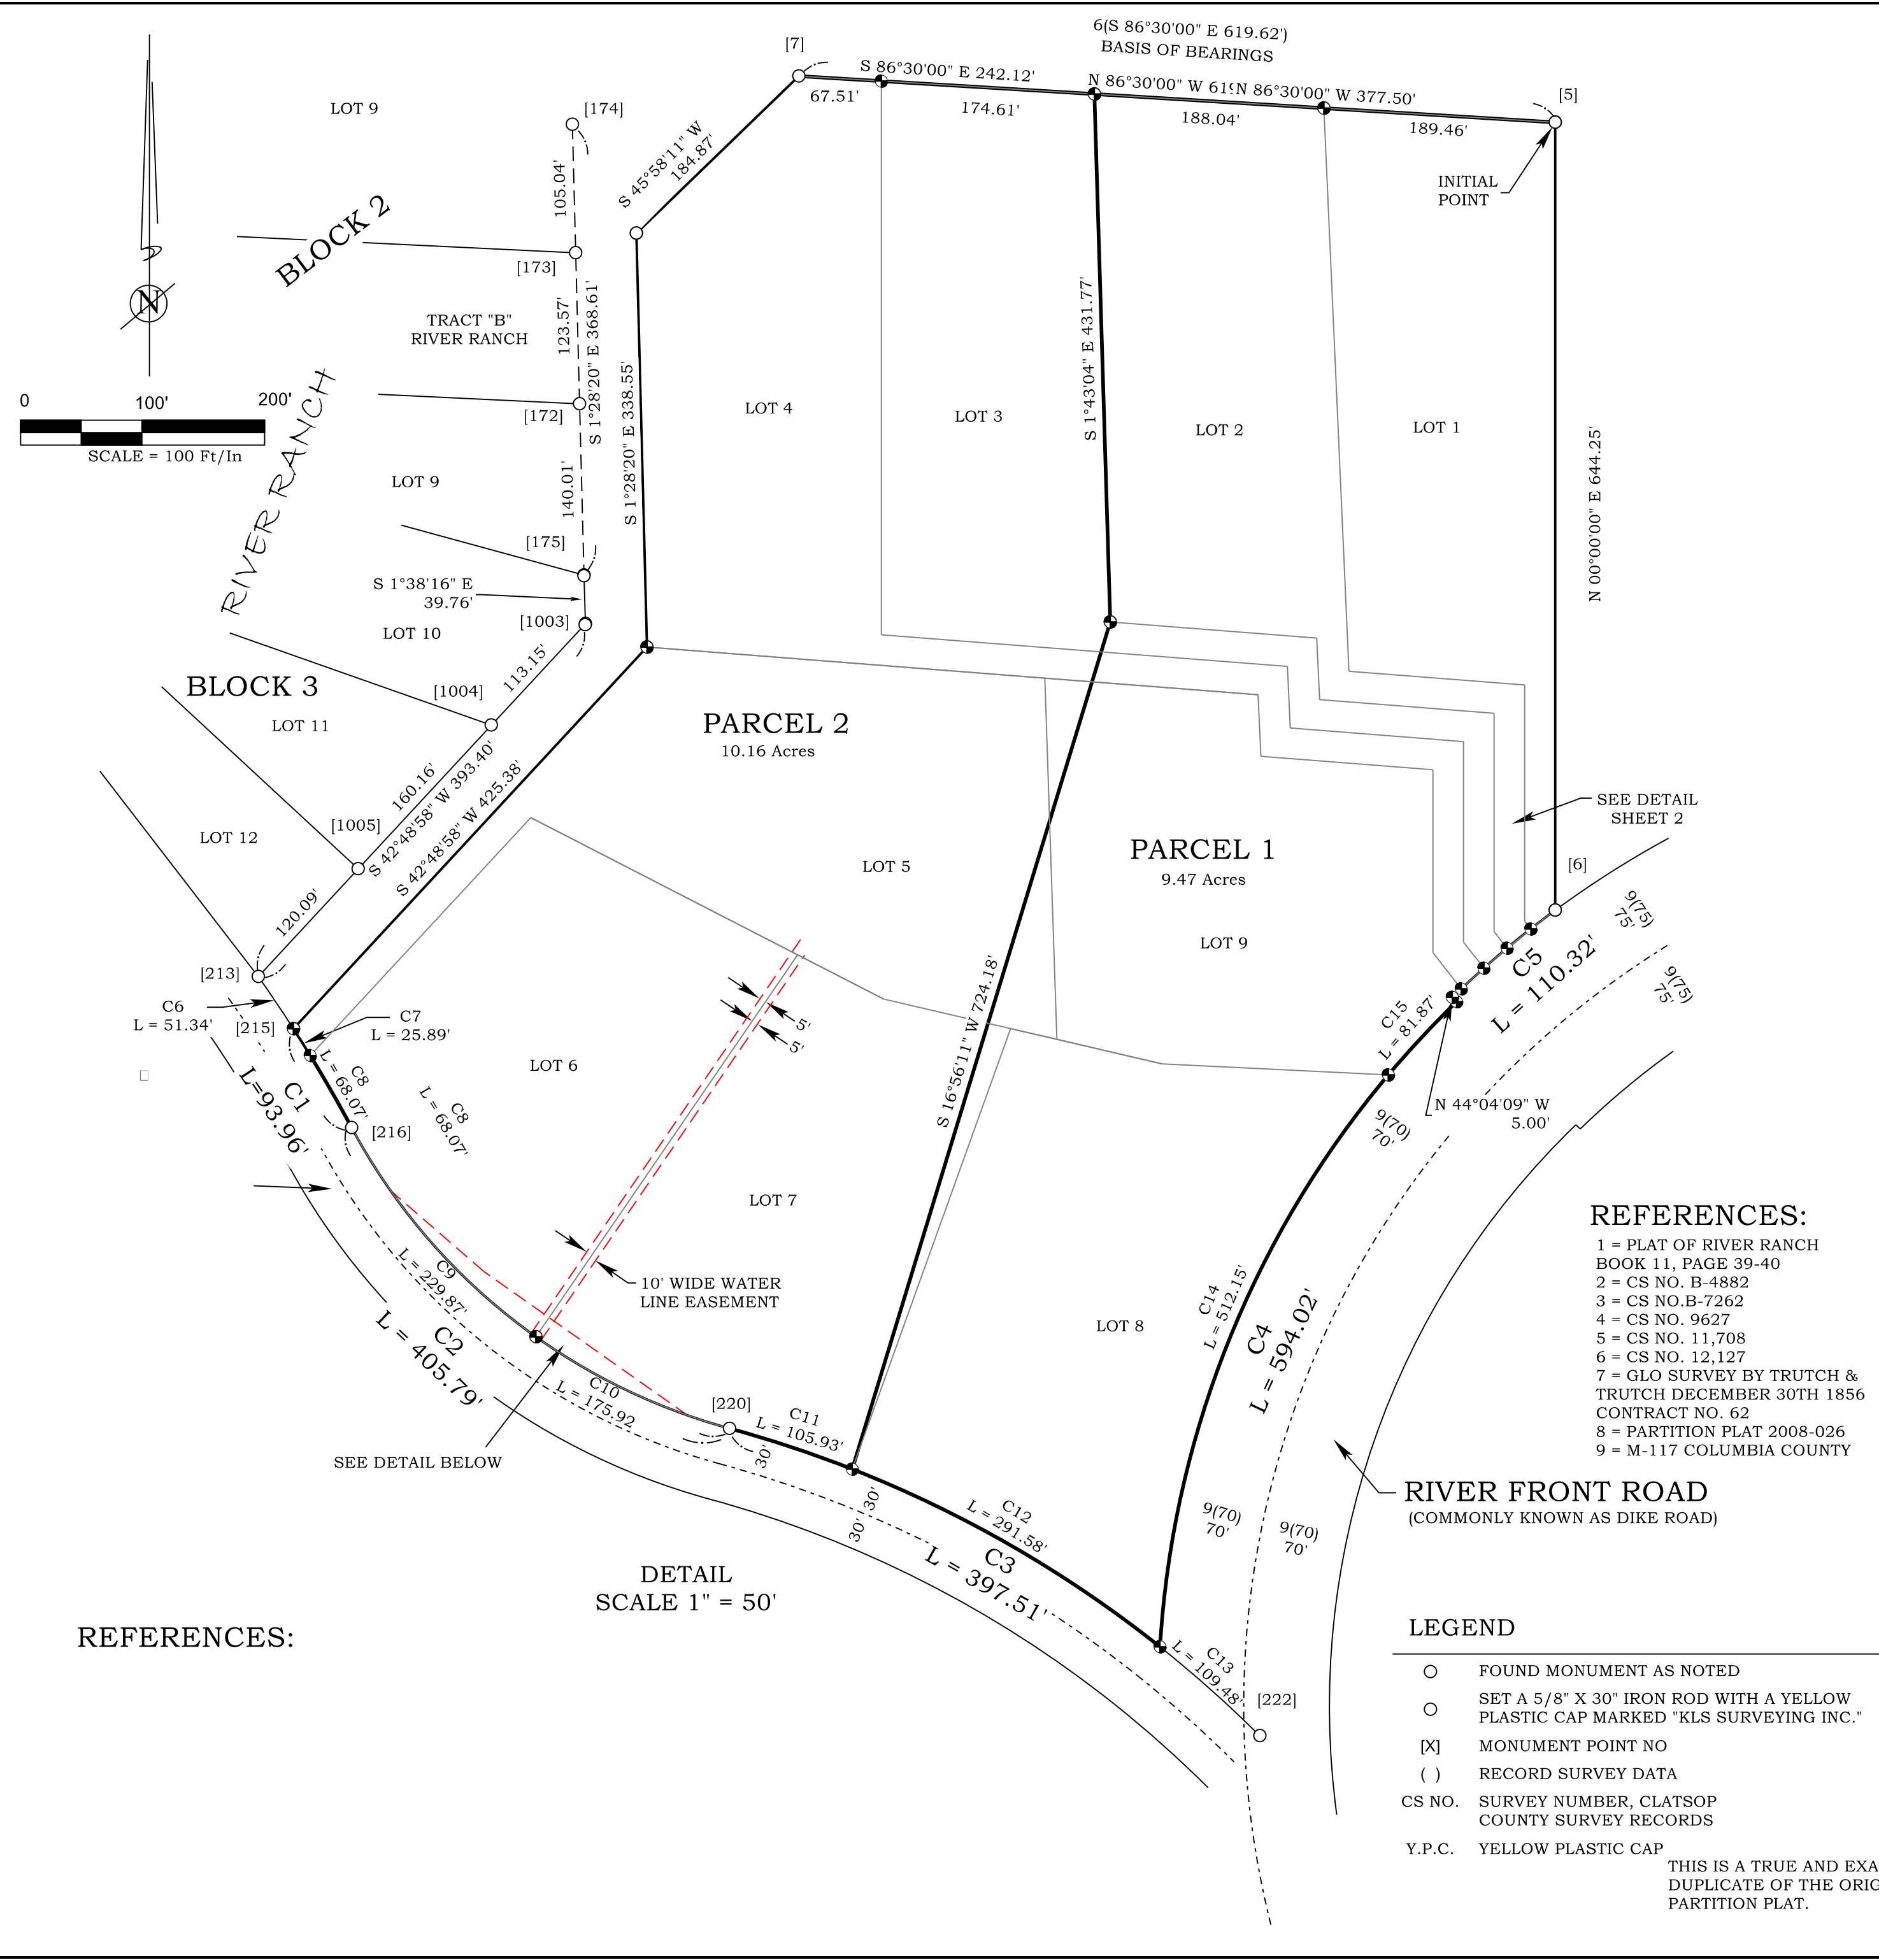 6(S 86°30'00" E 619.62')
BASIS OF BEARINGS
[7]
S 86°30'00" E 242.12'
N 86°30'00" W 377.50'
67.51'
174.61'
188.04'
189.46'
[5]
INITIAL
POINT
LOT 9
[174]
S 45°58'11" W
184.87'
105.04'
BLOCK 2
[173]
N
TRACT "B"
RIVER RANCH
123.57'
S 1°28'20" E 368.61'
S 1°28'20" E 338.55'
S 1°43'04" E 431.77'
0
100'
200'
SCALE = 100 Ft/In
RIVER RANCH
[172]
LOT 4
LOT 3
LOT 2
LOT 1
N 00°00'00" E 644.25'
LOT 9
140.01'
[175]
S 1°38'16" E
39.76'
[1003]
LOT 10
113.15'
[1004]
BLOCK 3
LOT 11
PARCEL 2
10.16 Acres
160.16'
S 42°48'58" W 393.40'
S 42°48'58" W 425.38'
[1005]
LOT 12
SEE DETAIL
SHEET 2
PARCEL 1
9.47 Acres
LOT 5
[6]
120.09'
9(75)
75'
LOT 9
C5
L = 110.32'
9(75)
75'
[213]
C6
L = 51.34'
[215]
C7
L = 25.89'
C15
L = 81.87'
5'
5'
S 16°56'11" W 724.18'
C8
L = 68.07'
LOT 6
C1
L=93.96'
C8
L = 68.07'
[216]
N 44°04'09" W
5.00'
9(70)
70'
LOT 7
C9
L = 229.87'
C2
L = 405.79'
10' WIDE WATER
LINE EASEMENT
LOT 8
C14
L = 512.15'
C4
L = 594.02'
REFERENCES:
1 = PLAT OF RIVER RANCH
BOOK 11, PAGE 39-40
2 = CS NO. B-4882
3 = CS NO.B-7262
4 = CS NO. 9627
5 = CS NO. 11,708
6 = CS NO. 12,127
7 = GLO SURVEY BY TRUTCH &
TRUTCH DECEMBER 30TH 1856
CONTRACT NO. 62
8 = PARTITION PLAT 2008-026
9 = M-117 COLUMBIA COUNTY
C10
L = 175.92
[220]
C11
L = 105.93'
30'
SEE DETAIL BELOW
30'
30'
C12
L = 291.58'
C3
L = 397.51'
9(70)
70'
9(70)
70'
RIVER FRONT ROAD
(COMMONLY KNOWN AS DIKE ROAD)
DETAIL
SCALE 1" = 50'
REFERENCES:
C13
L = 109.48'
[222]
LEGEND
FOUND MONUMENT AS NOTED
SET A 5/8" X 30" IRON ROD WITH A YELLOW
PLASTIC CAP MARKED "KLS SURVEYING INC."
[X] MONUMENT POINT NO
( ) RECORD SURVEY DATA
CS NO. SURVEY NUMBER, CLATSOP
COUNTY SURVEY RECORDS
Y.P.C. YELLOW PLASTIC CAP
THIS IS A TRUE AND EXA
DUPLICATE OF THE ORIG
PARTITION PLAT.